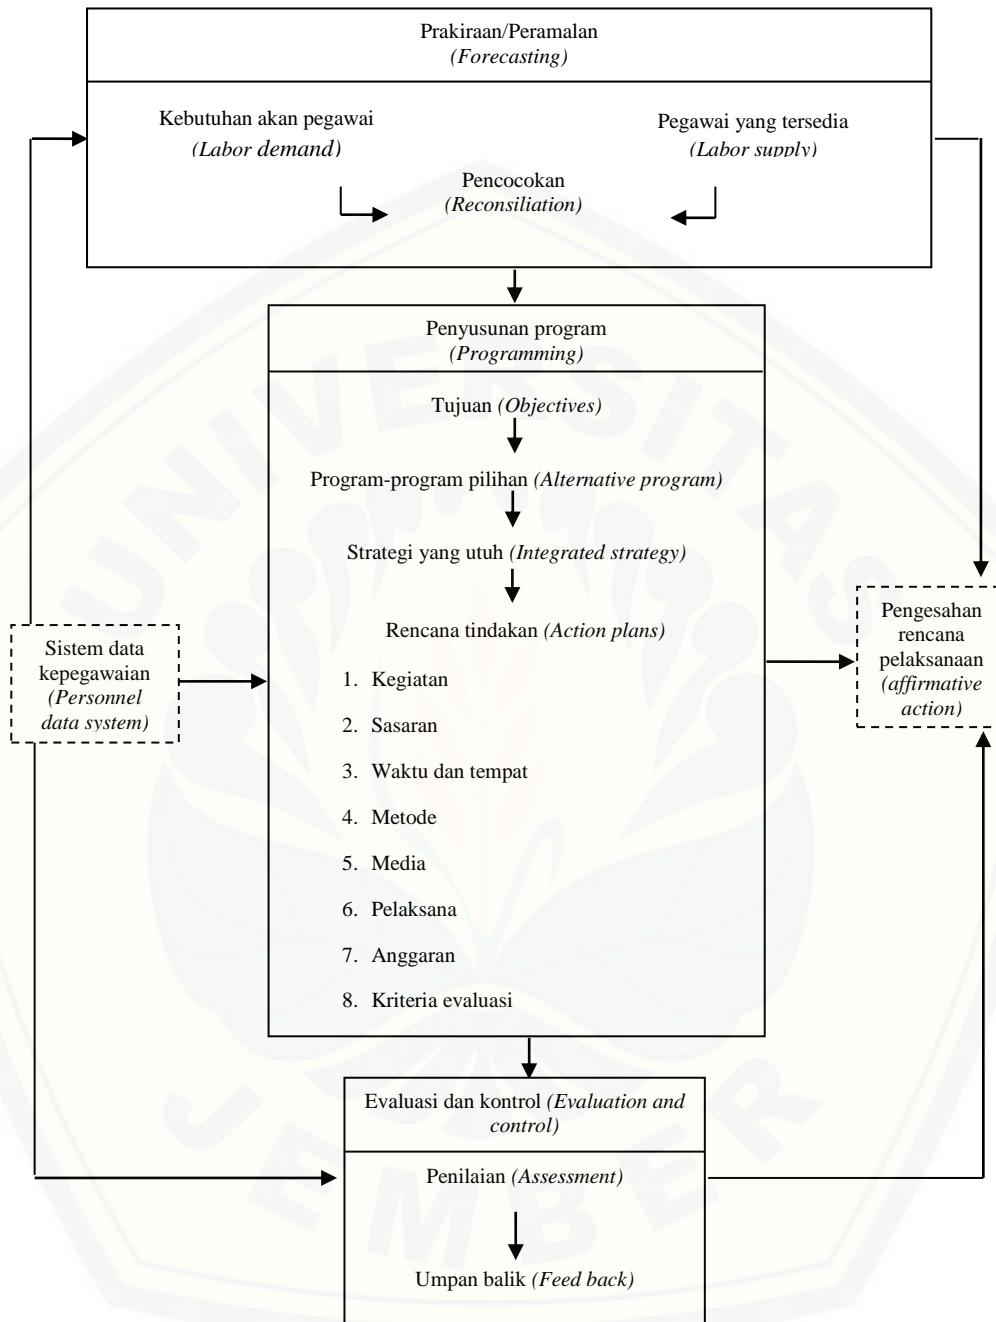 Prakiraan/Peramalan
(Forecasting)
Kebutuhan akan pegawai
(Labor demand)
Pegawai yang tersedia
(Labor supply)
Pencocokan
(Reconsiliation)
Penyusunan program
(Programming)
Tujuan (Objectives)
Program-program pilihan (Alternative program)
Strategi yang utuh (Integrated strategy)
Rencana tindakan (Action plans)
1. Kegiatan
2. Sasaran
3. Waktu dan tempat
4. Metode
5. Media
6. Pelaksana
7. Anggaran
8. Kriteria evaluasi
Sistem data
kepegawaian
(Personnel
data system)
Pengesahan
rencana
pelaksanaan
(affirmative
action)
Evaluasi dan kontrol (Evaluation and
control)
Penilaian (Assessment)
Umpan balik (Feed back)
UNIVERSITAS
JEMBER